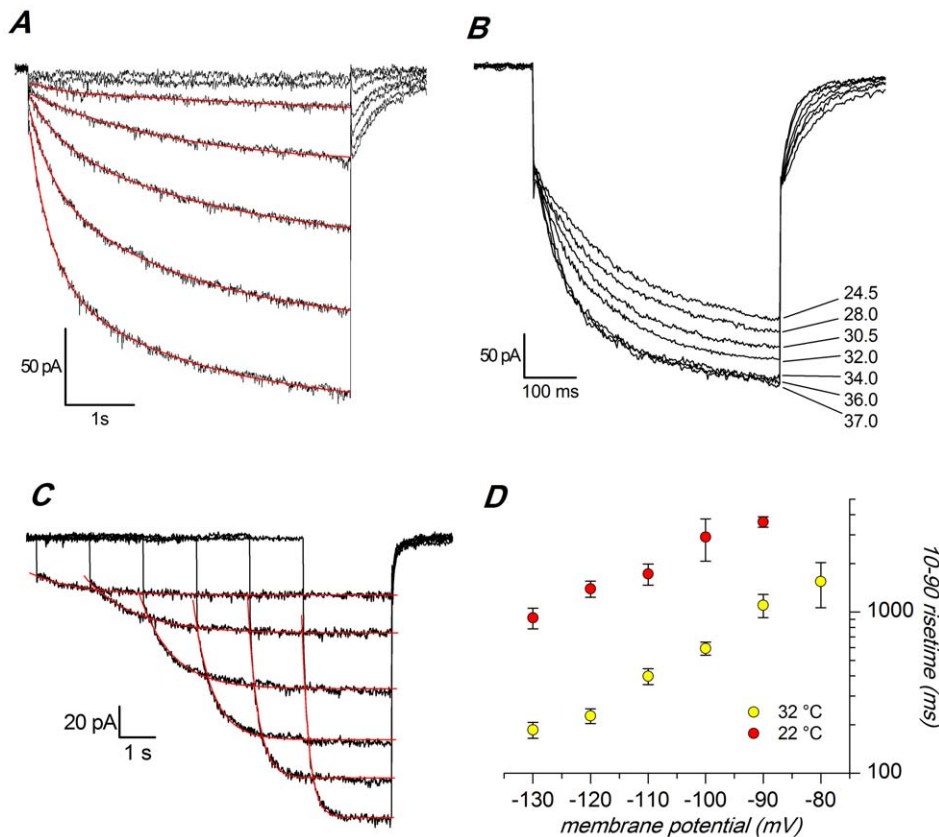 A
50 pA
1s
B
50 pA
100 ms
24.5
28.0
30.5
32.0
34.0
36.0
37.0
C
20 pA
1 s
D
10-90 risetime (ms)
1000
100
32 °C
22 °C
-130 -120 -110 -100 -90 -80
membrane potential (mV)